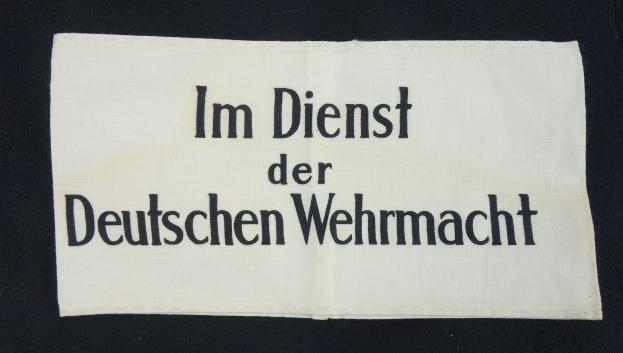 Im Dienst
der
Deutschen Wehrmacht